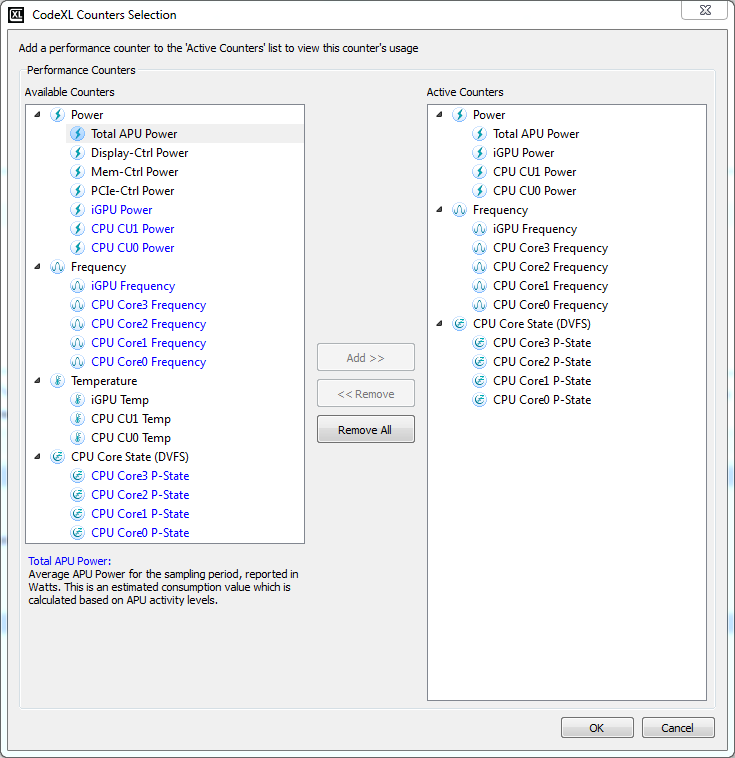 XL CodeXL Counters Selection
Add a performance counter to the 'Active Counters' list to view this counter's usage
Performance Counters
Available Counters
Power
Total APU Power
Display-Ctrl Power
Mem-Ctrl Power
PCIe-Ctrl Power
iGPU Power
CPU CU1 Power
CPU CU0 Power
Frequency
iGPU Frequency
CPU Core3 Frequency
CPU Core2 Frequency
CPU Core1 Frequency
CPU Core0 Frequency
Temperature
iGPU Temp
CPU CU1 Temp
CPU CU0 Temp
CPU Core State (DVFS)
CPU Core3 P-State
CPU Core2 P-State
CPU Core1 P-State
CPU Core0 P-State
Total APU Power:
Average APU Power for the sampling period, reported in
Watts. This is an estimated consumption value which is
calculated based on APU activity levels.
Add >>
<< Remove
Remove All
Active Counters
Power
Total APU Power
iGPU Power
CPU CU1 Power
CPU CU0 Power
Frequency
iGPU Frequency
CPU Core3 Frequency
CPU Core2 Frequency
CPU Core1 Frequency
CPU Core0 Frequency
CPU Core State (DVFS)
CPU Core3 P-State
CPU Core2 P-State
CPU Core1 P-State
CPU Core0 P-State
OK
Cancel